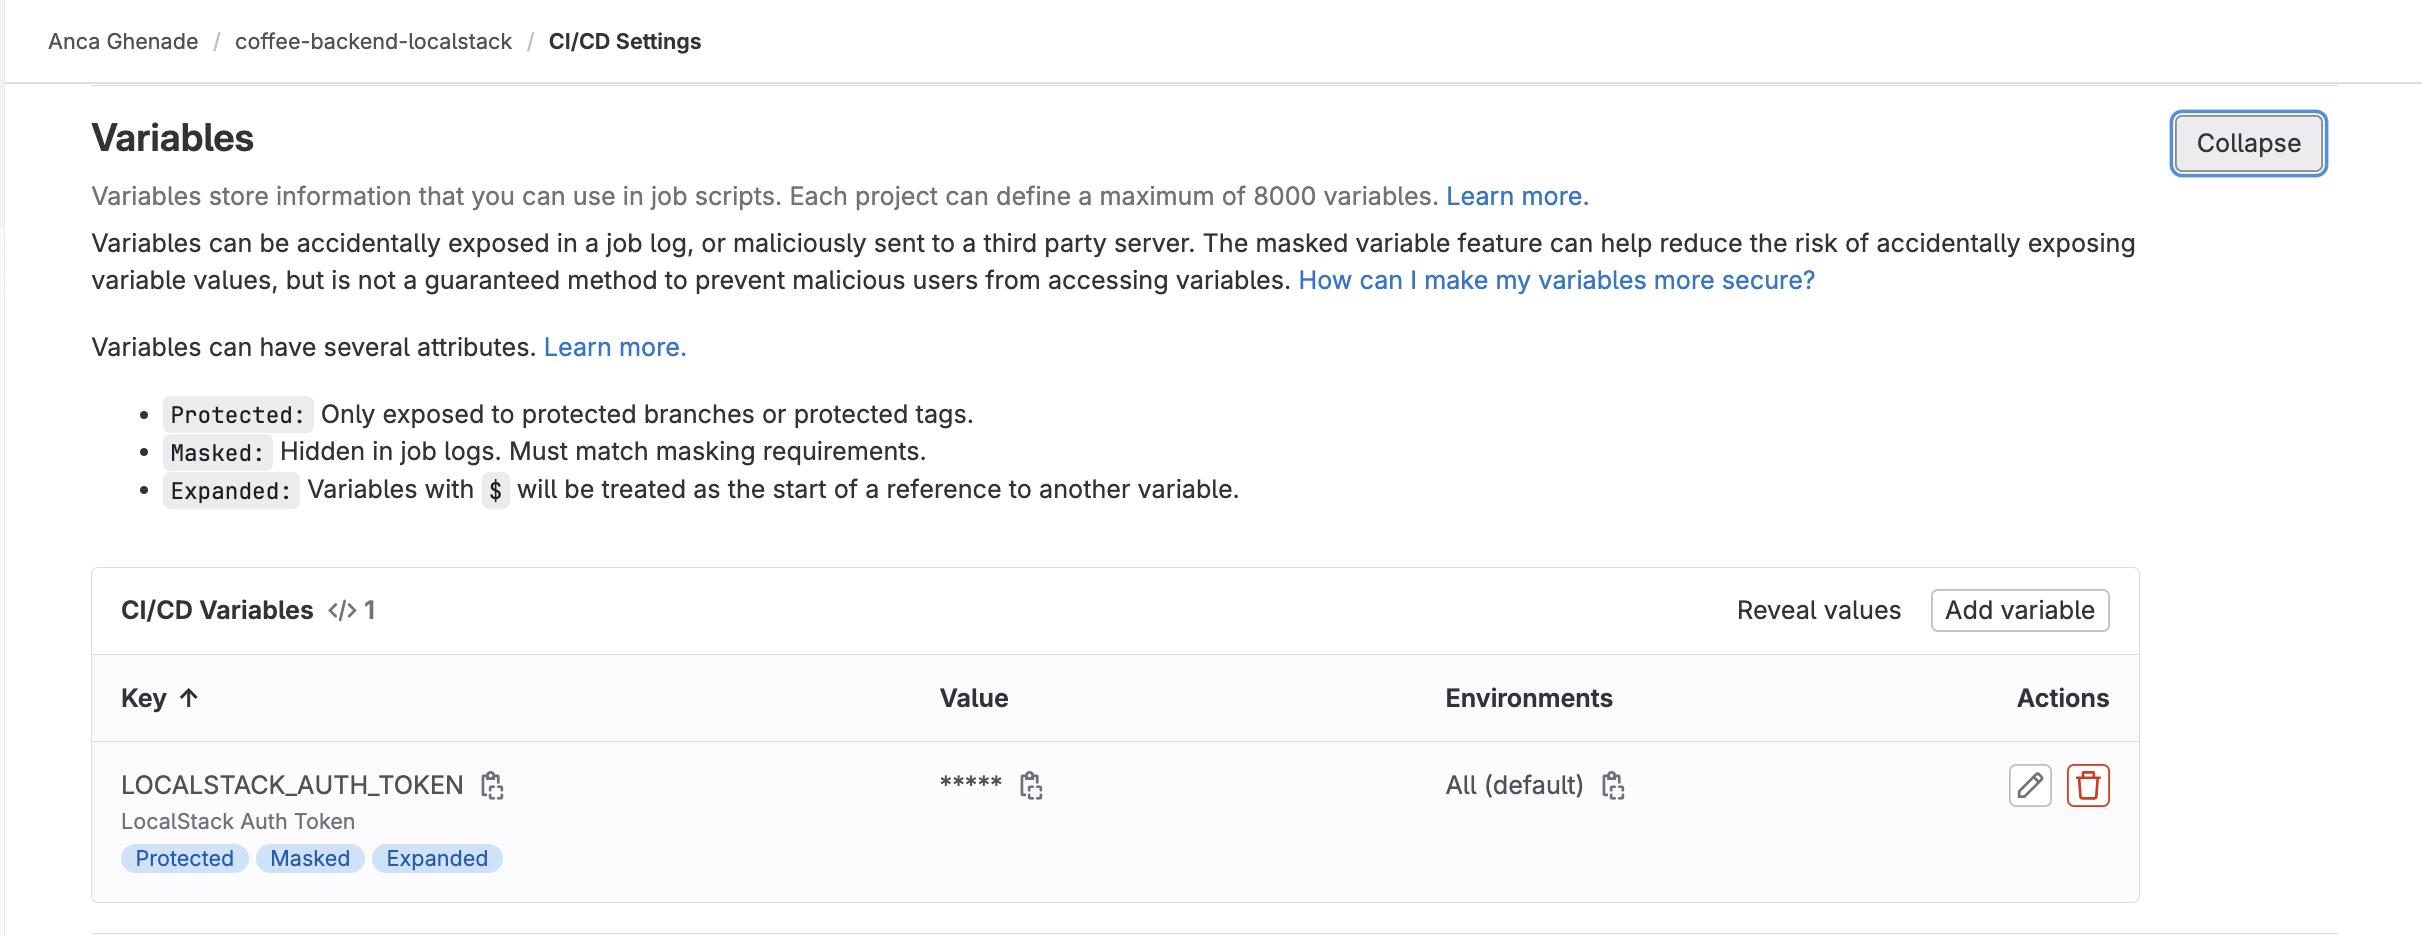 Anca Ghenade / coffee-backend-localstack / CI/CD Settings
Variables
Collapse
Variables store information that you can use in job scripts. Each project can define a maximum of 8000 variables. Learn more.
Variables can be accidentally exposed in a job log, or maliciously sent to a third party server. The masked variable feature can help reduce the risk of accidentally exposing
variable values, but is not a guaranteed method to prevent malicious users from accessing variables. How can I make my variables more secure?
Variables can have several attributes. Learn more.
• Protected: Only exposed to protected branches or protected tags.
• Masked: Hidden in job logs. Must match masking requirements.
• Expanded: Variables with $ will be treated as the start of a reference to another variable.
CI/CD Variables </> 1 Reveal values Add variable
Key ↑ Value Environments Actions
LOCALSTACK_AUTH_TOKEN ***** All (default)
LocalStack Auth Token
Protected Masked Expanded